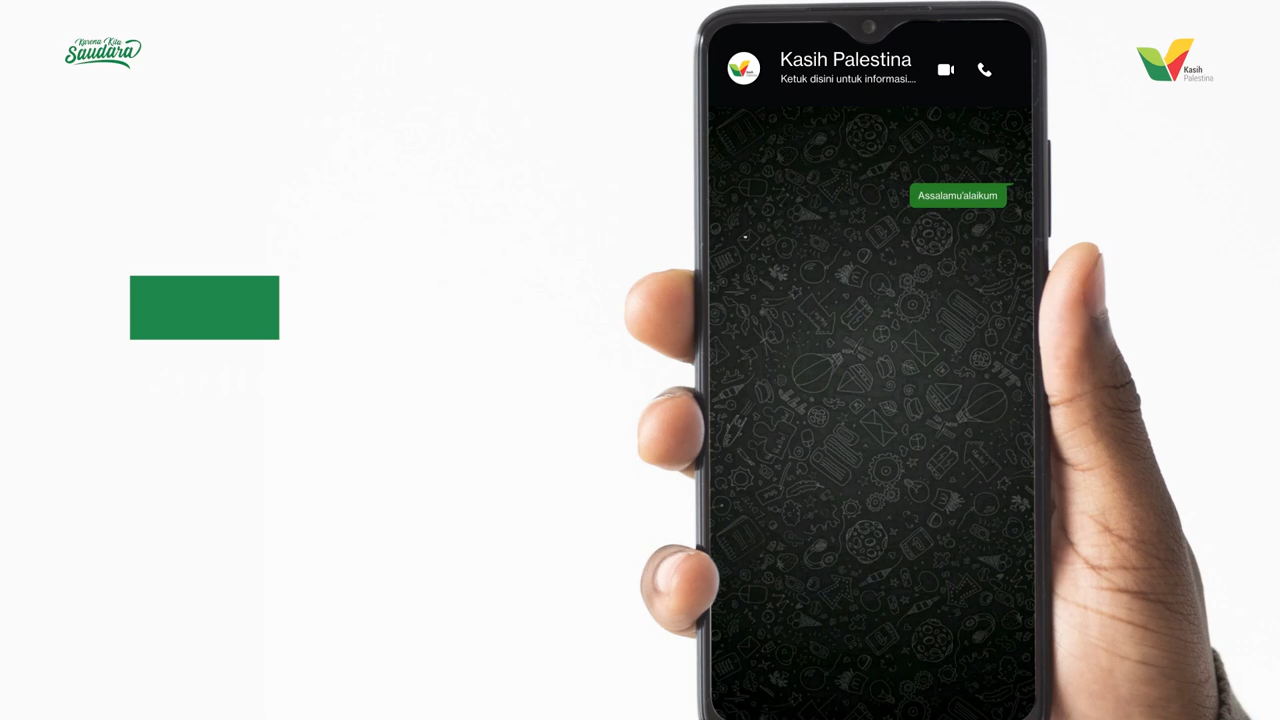 Karena Kita
Saudara
Kasih Palestina
Ketuk disini untuk informasi....
Kasih
Palestina
Assalamu'alaikum